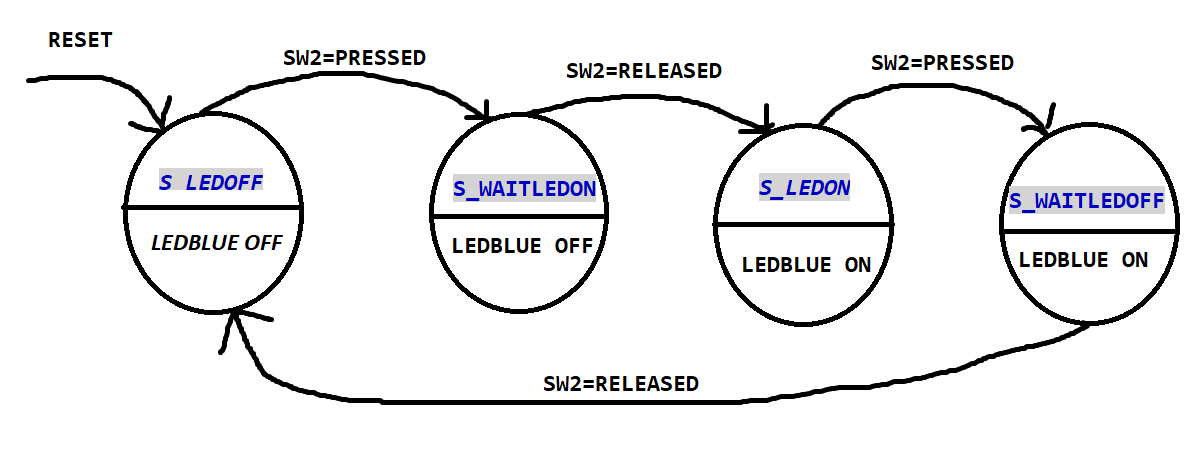 RESET
SW2=PRESSED
SW2=RELEASED
SW2=PRESSED
S_LEDOFF
LEDBLUE OFF
S_WAITLEDON
LEDBLUE OFF
S_LEDON
LEDBLUE ON
S_WAITLEDOFF
LEDBLUE ON
SW2=RELEASED